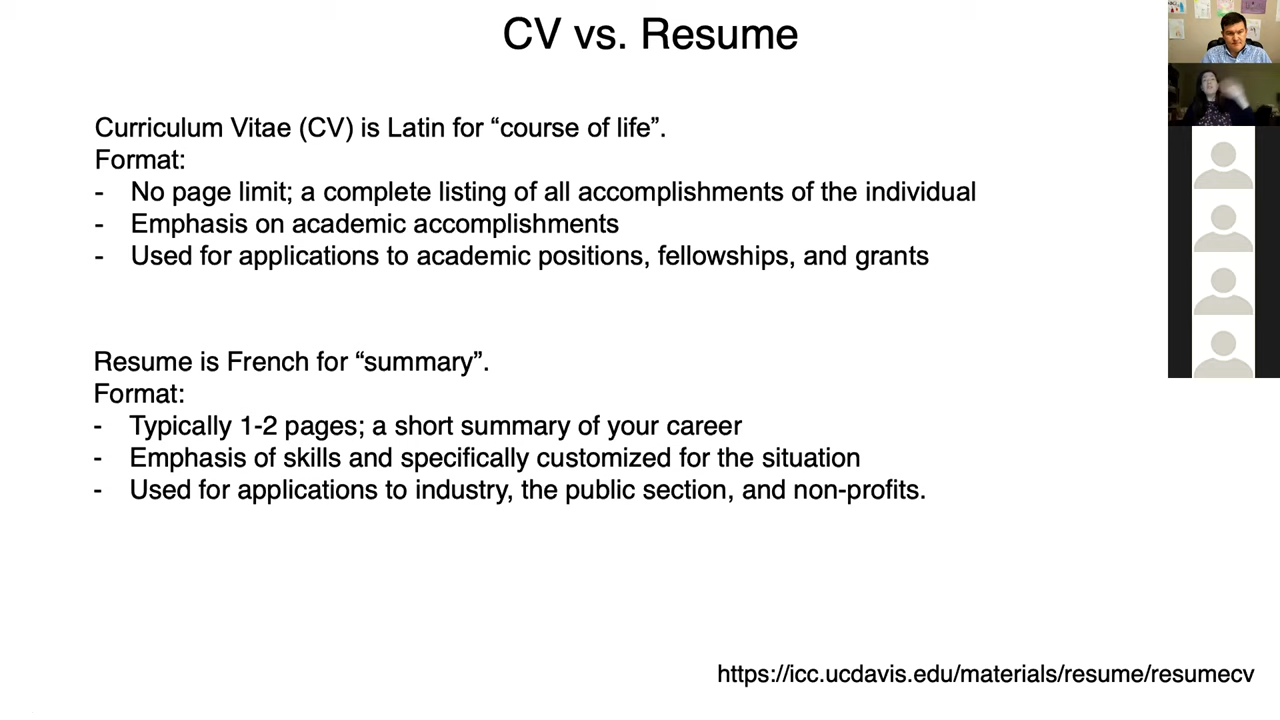 CV vs. Resume
Curriculum Vitae (CV) is Latin for “course of life”.
Format:
- No page limit; a complete listing of all accomplishments of the individual
- Emphasis on academic accomplishments
- Used for applications to academic positions, fellowships, and grants
Resume is French for “summary”.
Format:
- Typically 1-2 pages; a short summary of your career
- Emphasis of skills and specifically customized for the situation
- Used for applications to industry, the public section, and non-profits.
https://icc.ucdavis.edu/materials/resume/resumecv